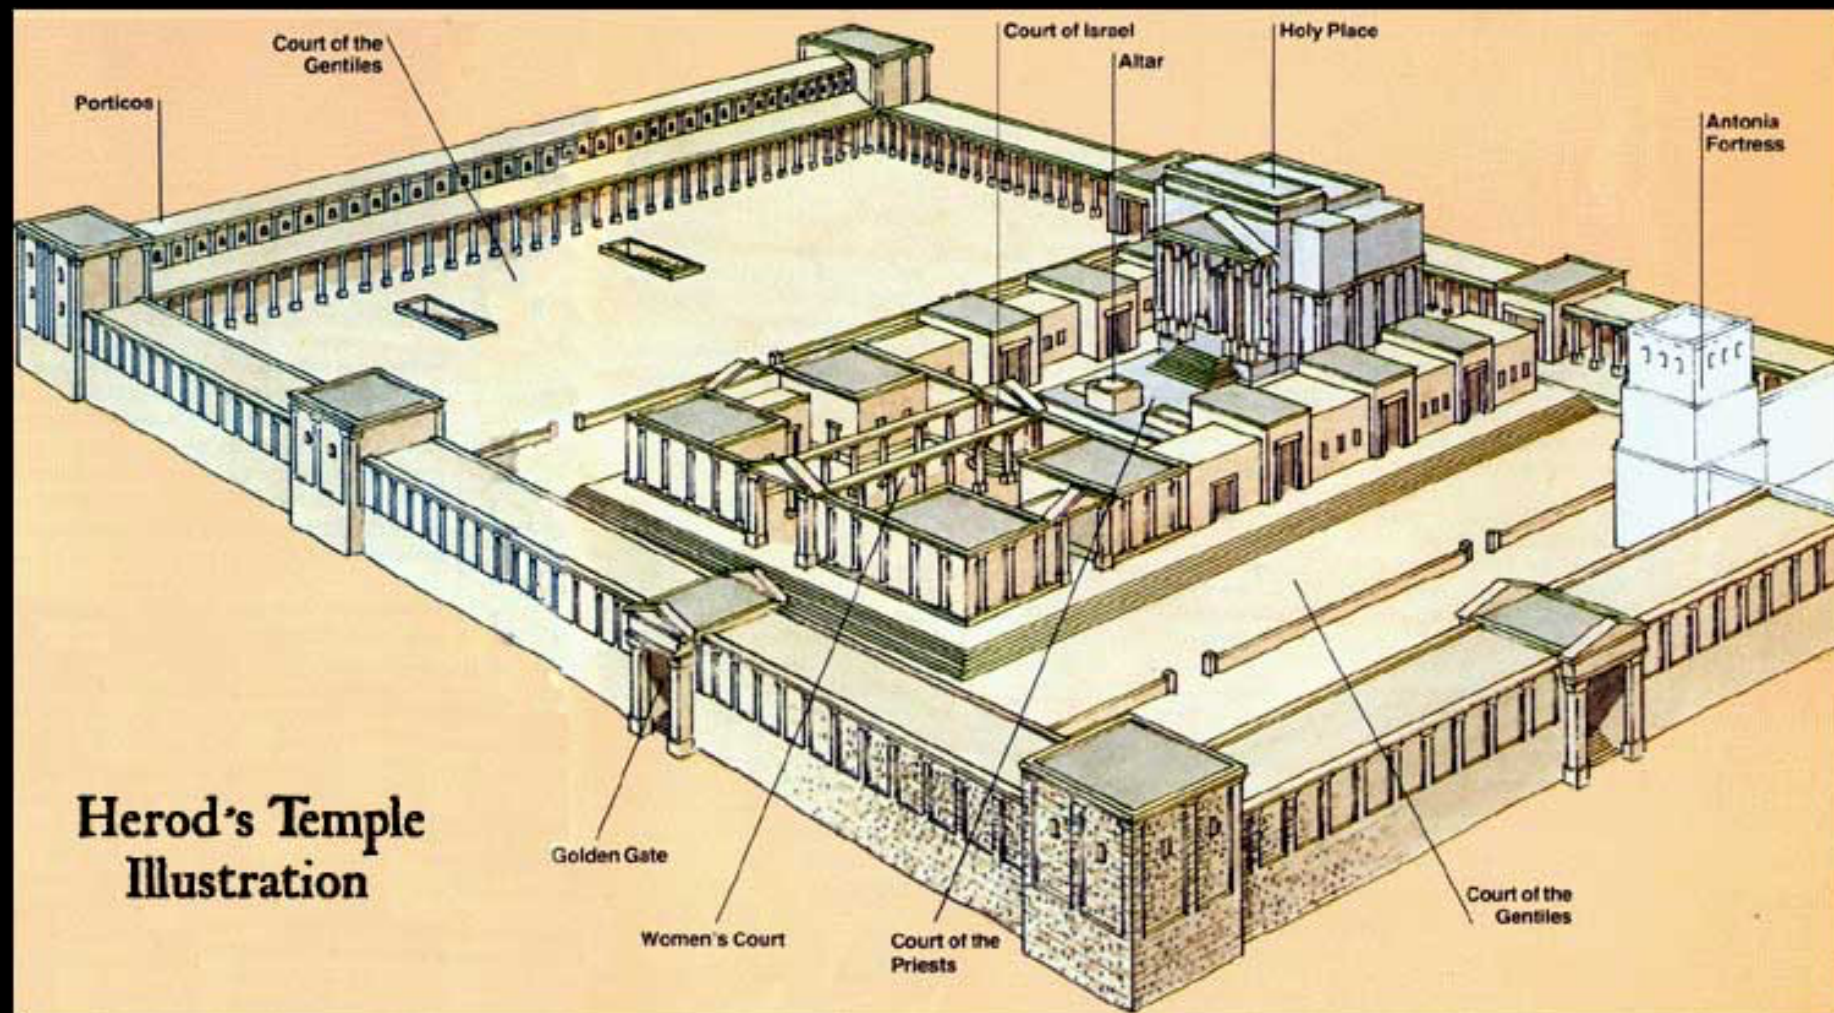 Court of the
Gentiles
Court of Israel
Holy Place
Altar
Porticos
Antonia
Fortress
Herod's Temple
Illustration
Golden Gate
Women's Court
Court of the
Priests
Court of the
Gentiles